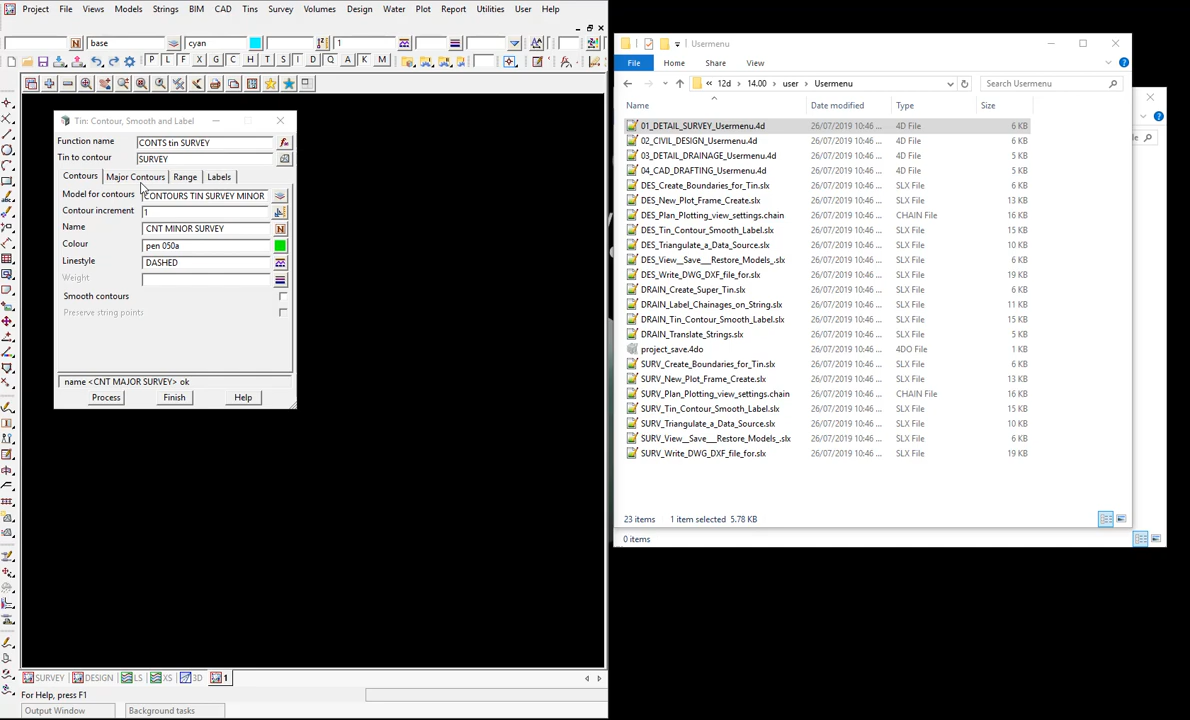 Project File Views Models Strings BIM CAD Tins Survey Volumes Design Water Plot Report Utilities User Help
base cyan 1
P L F X G C H T S I D Q A K M
Tin: Contour, Smooth and Label
Function name CONTS tin SURVEY
Tin to contour SURVEY
Contours Major Contours Range Labels
Model for contours CONTOURS TIN SURVEY MINOR
Contour increment 1
Name CNT MINOR SURVEY
Colour pen 050a
Linestyle DASHED
Weight
Smooth contours
Preserve string points
name <CNT MAJOR SURVEY> ok
Process Finish Help
SURVEY DESIGN LS XS 3D 1
For Help, press F1
Output Window Background tasks
Usermenu
File Home Share View
« 12d > 14.00 > user > Usermenu Search Usermenu
Name Date modified Type Size
01_DETAIL_SURVEY_Usermenu.4d 26/07/2019 10:46 ... 4D File 6 KB
02_CIVIL_DESIGN_Usermenu.4d 26/07/2019 10:46 ... 4D File 6 KB
03_DETAIL_DRAINAGE_Usermenu.4d 26/07/2019 10:46 ... 4D File 6 KB
04_CAD_DRAFTING_Usermenu.4d 26/07/2019 10:46 ... 4D File 6 KB
DES_Create_Boundaries_for_Tin.slx 26/07/2019 10:46 ... SLX File 6 KB
DES_New_Plot_Frame_Create.slx 26/07/2019 10:46 ... SLX File 13 KB
DES_Plan_Plotting_view_settings.chain 26/07/2019 10:46 ... CHAIN File 16 KB
DES_Tin_Contour_Smooth_Label.slx 26/07/2019 10:46 ... SLX File 15 KB
DES_Triangulate_a_Data_Source.slx 26/07/2019 10:46 ... SLX File 10 KB
DES_View__Save___Restore_Models_.slx 26/07/2019 10:46 ... SLX File 6 KB
DES_Write_DWG_DXF_file_for.slx 26/07/2019 10:46 ... SLX File 19 KB
DRAIN_Create_Super_Tin.slx 26/07/2019 10:46 ... SLX File 6 KB
DRAIN_Label_Chainages_on_String.slx 26/07/2019 10:46 ... SLX File 11 KB
DRAIN_Tin_Contour_Smooth_Label.slx 26/07/2019 10:46 ... SLX File 15 KB
DRAIN_Translate_Strings.slx 26/07/2019 10:46 ... SLX File 5 KB
project_save.4do 26/07/2019 10:46 ... 4DO File 1 KB
SURV_Create_Boundaries_for_Tin.slx 26/07/2019 10:46 ... SLX File 6 KB
SURV_New_Plot_Frame_Create.slx 26/07/2019 10:46 ... SLX File 13 KB
SURV_Plan_Plotting_view_settings.chain 26/07/2019 10:46 ... CHAIN File 16 KB
SURV_Tin_Contour_Smooth_Label.slx 26/07/2019 10:46 ... SLX File 15 KB
SURV_Triangulate_a_Data_Source.slx 26/07/2019 10:46 ... SLX File 10 KB
SURV_View__Save___Restore_Models_.slx 26/07/2019 10:46 ... SLX File 6 KB
SURV_Write_DWG_DXF_file_for.slx 26/07/2019 10:46 ... SLX File 19 KB
23 items 1 item selected 5.78 KB
0 items